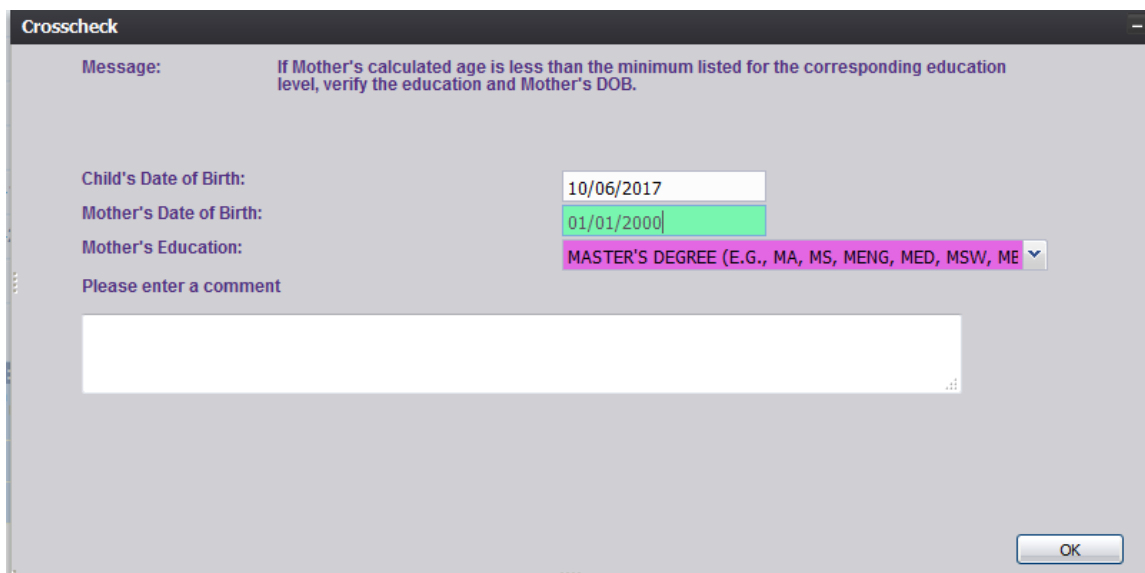 Crosscheck
Message: If Mother's calculated age is less than the minimum listed for the corresponding education
level, verify the education and Mother's DOB.
Child's Date of Birth: 10/06/2017
Mother's Date of Birth: 01/01/2000
Mother's Education: MASTER'S DEGREE (E.G., MA, MS, MENG, MED, MSW, ME
Please enter a comment
OK